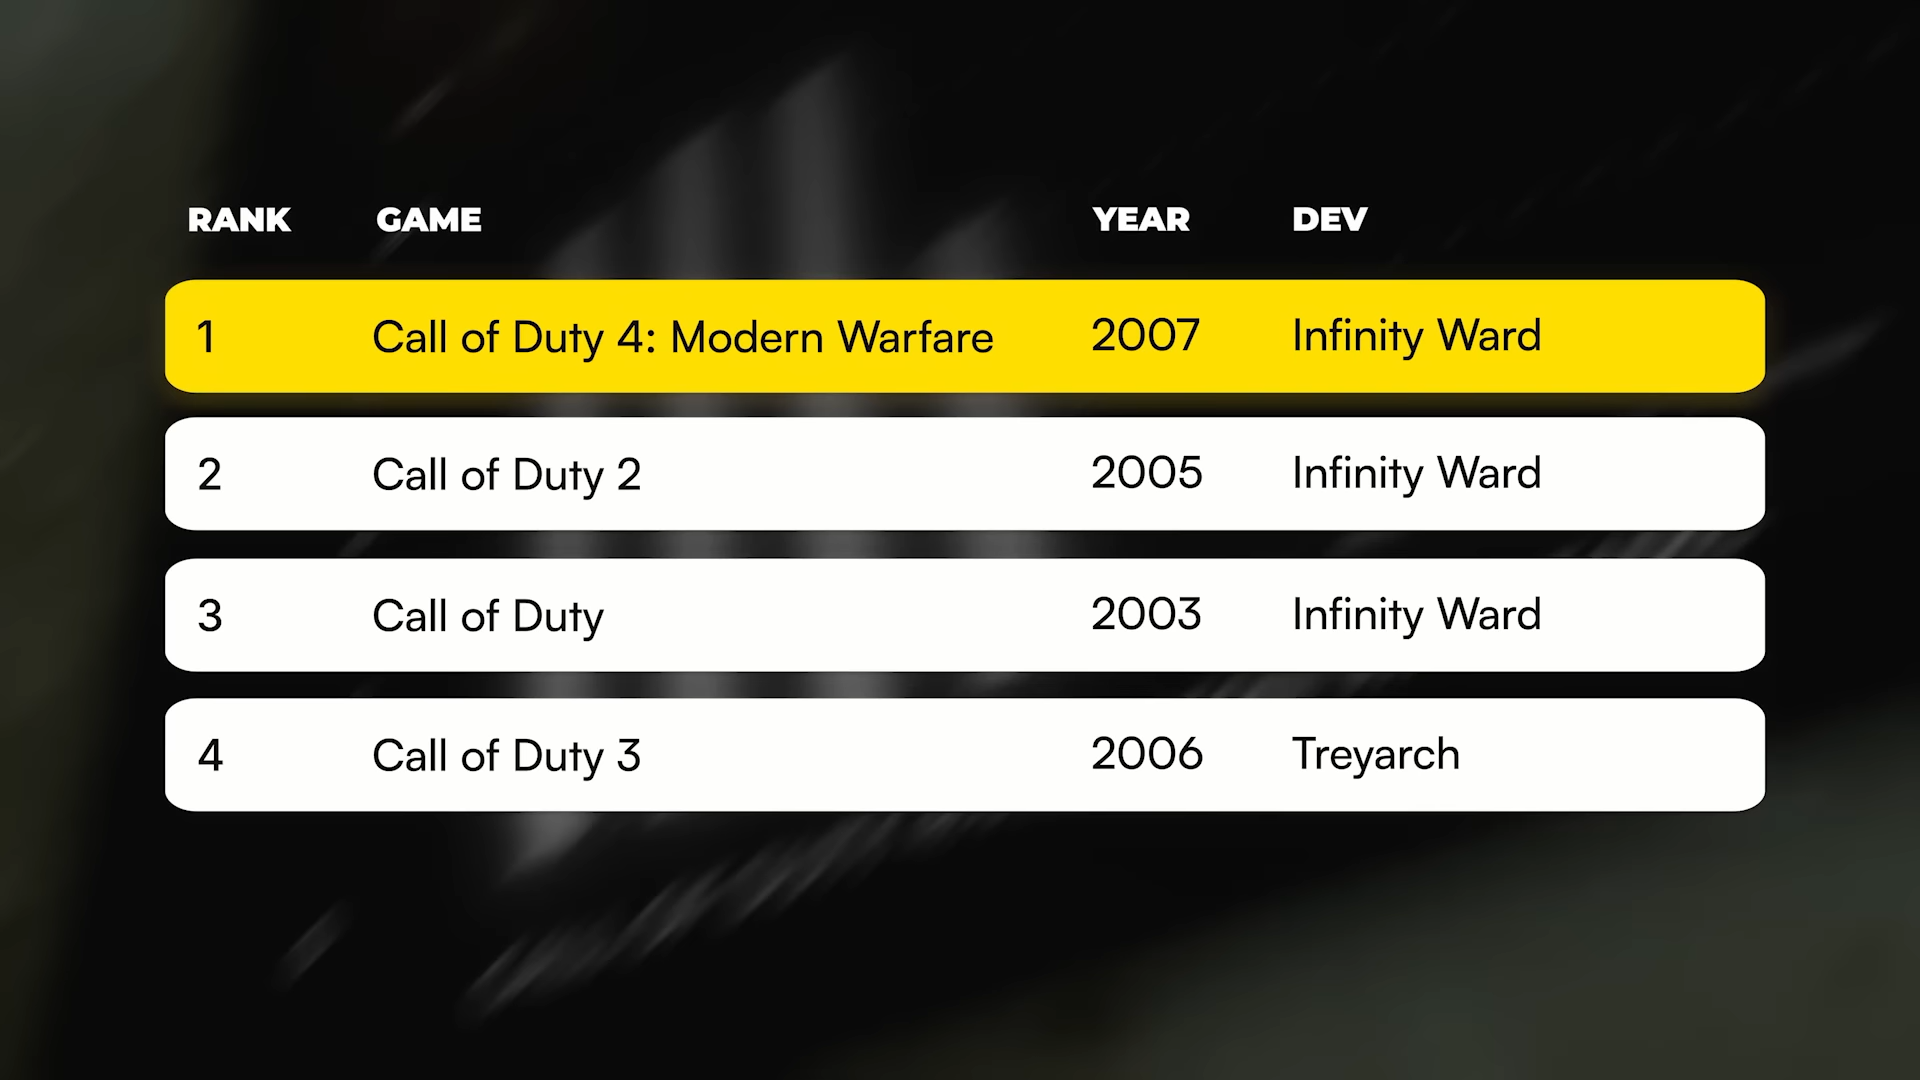 RANK GAME YEAR DEV
1 Call of Duty 4: Modern Warfare 2007 Infinity Ward
2 Call of Duty 2 2005 Infinity Ward
3 Call of Duty 2003 Infinity Ward
4 Call of Duty 3 2006 Treyarch